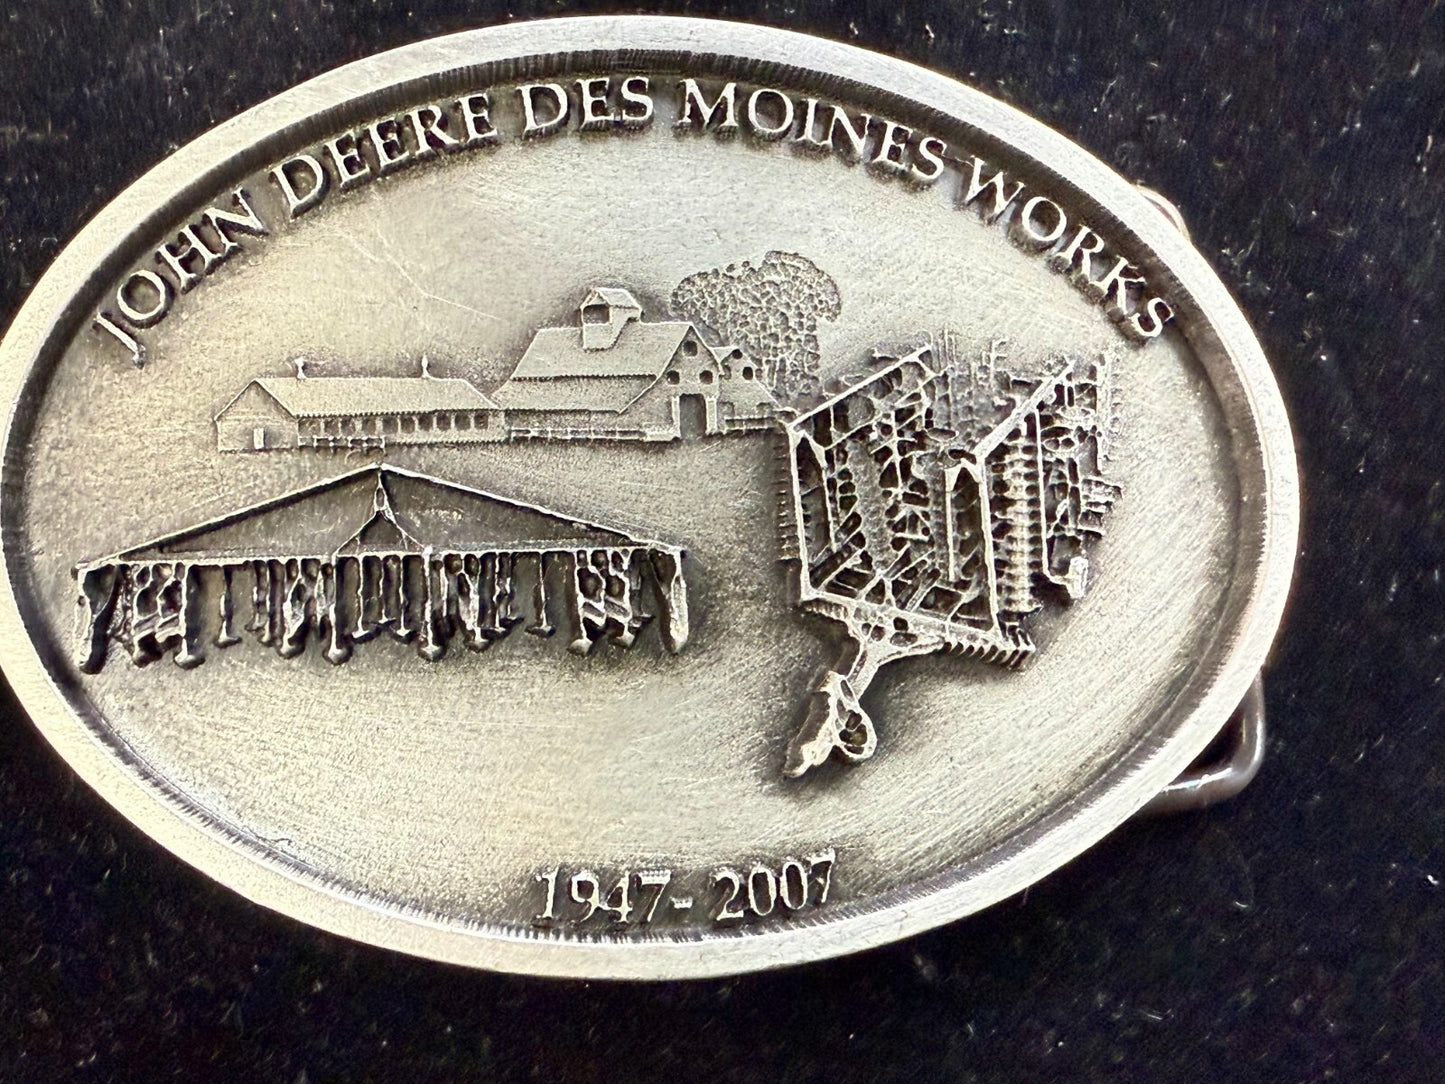 JOHN DEERE DES MOINES WORKS
1947-2007